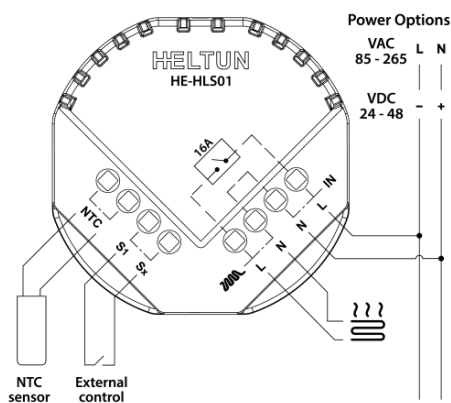 Power Options
VAC L N
85 - 265
VDC - +
24 - 48
HELTUN
HE-HLS01
16A
NTC
S1
Sx
L
N
N
L
IN
NTC
sensor
External
control